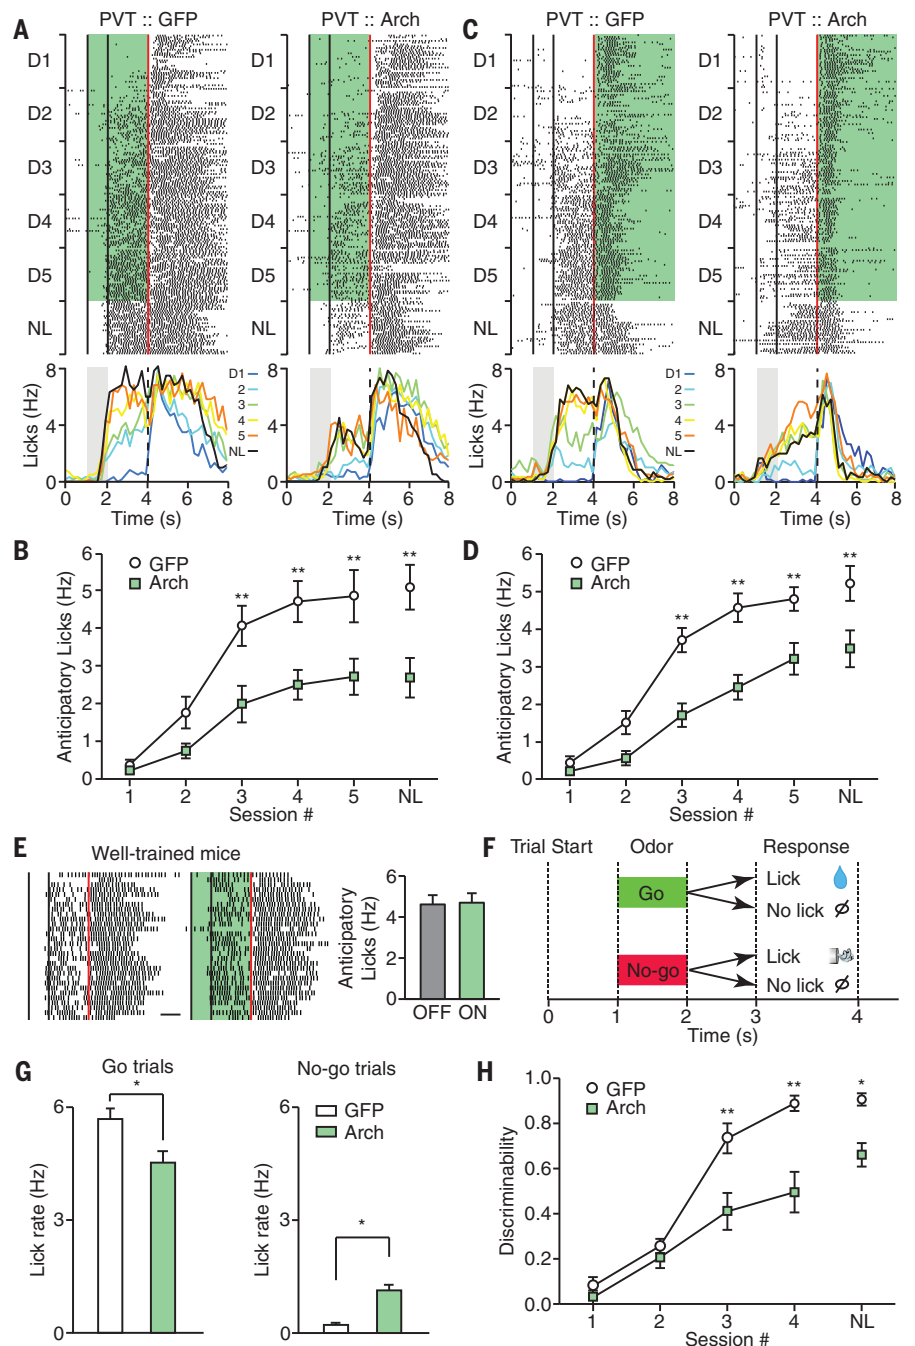 A
PVT :: GFP
PVT :: Arch
D1
D2
D3
D4
D5
NL
D1
D2
D3
D4
D5
NL
Licks (Hz)
8
4
0
D1
2
3
4
5
NL
8
4
0
0 2 4 6 8
Time (s)
0 2 4 6 8
Time (s)
C
PVT :: GFP
PVT :: Arch
D1
D2
D3
D4
D5
NL
D1
D2
D3
D4
D5
NL
Licks (Hz)
8
4
0
D1
2
3
4
5
NL
8
4
0
0 2 4 6 8
Time (s)
0 2 4 6 8
Time (s)
B
GFP
Arch
** ** ** **
Anticipatory Licks (Hz)
6
5
4
3
2
1
0
1 2 3 4 5 NL
Session #
D
GFP
Arch
** ** ** **
Anticipatory Licks (Hz)
6
5
4
3
2
1
0
1 2 3 4 5 NL
Session #
E
Well-trained mice
Anticipatory
Licks (Hz)
6
4
2
0
OFF ON
F
Trial Start Odor Response
Go
Lick
No lick
No-go
Lick
No lick
0 1 2 3 4
Time (s)
G
Go trials
*
Lick rate (Hz)
6
3
0
No-go trials
GFP
Arch
*
Lick rate (Hz)
6
3
0
H
GFP
Arch
** ** *
Discriminability
1.0
0.8
0.6
0.4
0.2
0.0
1 2 3 4 NL
Session #